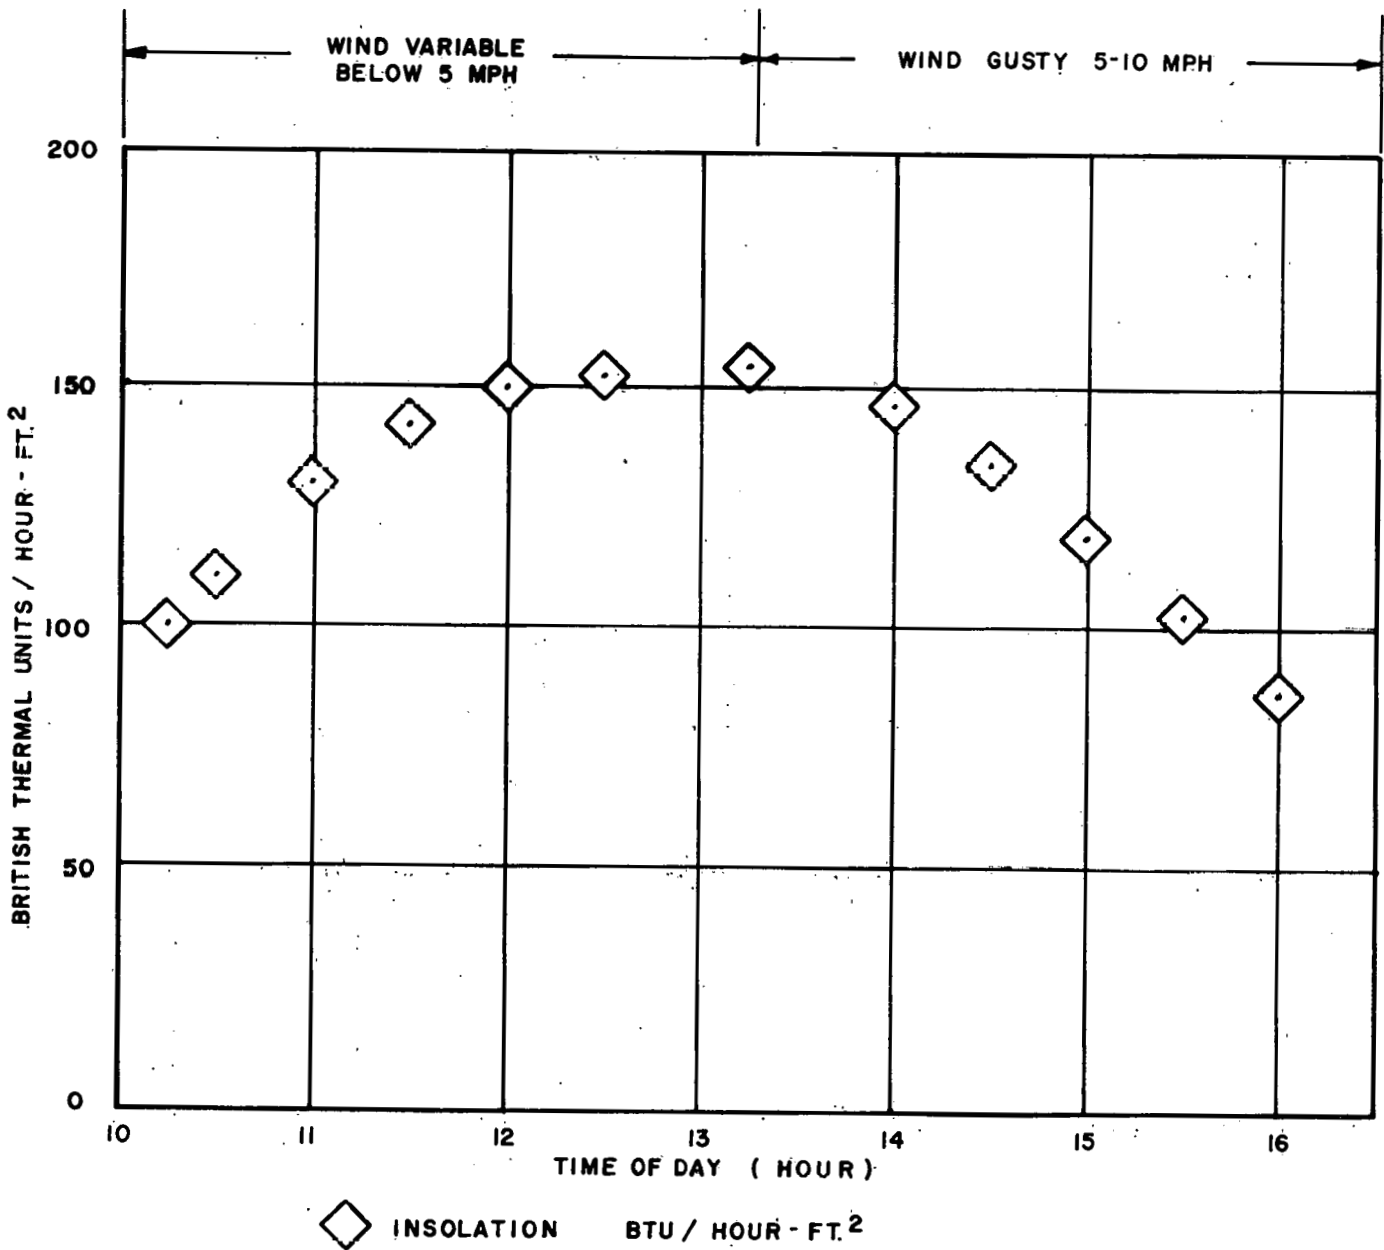 WIND VARIABLE
BELOW 5 MPH
WIND GUSTY 5-10 MPH
200
150
100
50
0
BRITISH THERMAL UNITS / HOUR - FT.²
10 11 12 13 14 15 16
TIME OF DAY ( HOUR )
INSOLATION BTU / HOUR - FT.²